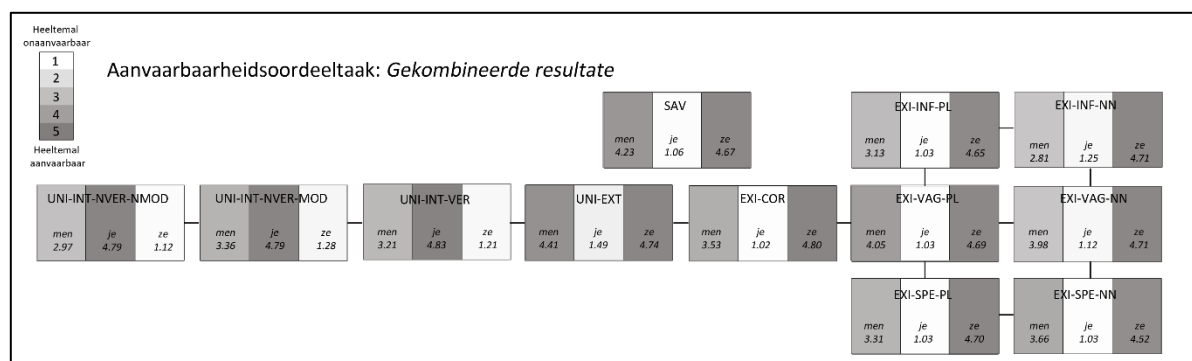 Heeltemal
onaanvaarbaar
1
2
3
4
5
Heeltemal
aanvaarbaar
Aanvaarbaarheidsoordeeltaak: Gekombineerde resultate
SAV
men je ze
4.23 1.06 4.67
EXI-INF-PL
men je ze
3.13 1.03 4.65
EXI-INF-NN
men je ze
2.81 1.25 4.71
UNI-INT-NVER-NMOD
men je ze
2.97 4.79 1.12
UNI-INT-NVER-MOD
men je ze
3.36 4.79 1.28
UNI-INT-VER
men je ze
3.21 4.83 1.21
UNI-EXT
men je ze
4.41 1.49 4.74
EXI-COR
men je ze
3.53 1.02 4.80
EXI-VAG-PL
men je ze
4.05 1.03 4.69
EXI-VAG-NN
men je ze
3.98 1.12 4.71
EXI-SPE-PL
men je ze
3.31 1.03 4.70
EXI-SPE-NN
men je ze
3.66 1.03 4.52